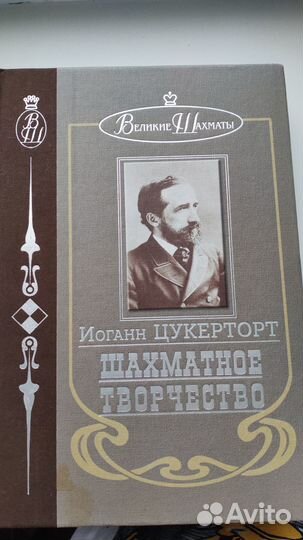 ВШ
ВЕЛИКИЕ ШАХМАТЫ
ИОГАНН ЦУКЕРТОРТ
ШАХМАТНОЕ
ТВОРЧЕСТВО
Avito